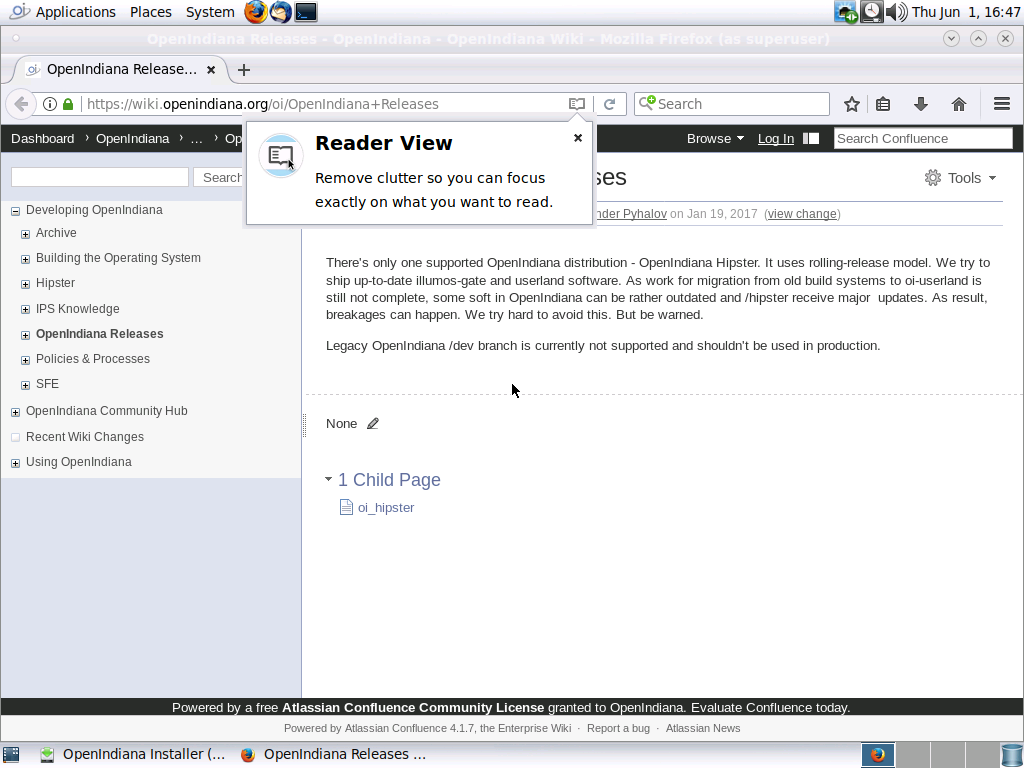 Applications Places System Thu Jun 1, 16:47
OpenIndiana Releases - OpenIndiana - OpenIndiana Wiki - Mozilla Firefox (as superuser)
OpenIndiana Release...
https://wiki.openindiana.org/oi/OpenIndiana+Releases Search
Dashboard › OpenIndiana › ... › Op Browse Log In Search Confluence
Reader View
Remove clutter so you can focus
exactly on what you want to read.
Search
ses
Tools
nder Pyhalov on Jan 19, 2017 (view change)
Developing OpenIndiana
Archive
Building the Operating System
Hipster
IPS Knowledge
OpenIndiana Releases
Policies & Processes
SFE
OpenIndiana Community Hub
Recent Wiki Changes
Using OpenIndiana
There's only one supported OpenIndiana distribution - OpenIndiana Hipster. It uses rolling-release model. We try to
ship up-to-date illumos-gate and userland software. As work for migration from old build systems to oi-userland is
still not complete, some soft in OpenIndiana can be rather outdated and /hipster receive major updates. As result,
breakages can happen. We try hard to avoid this. But be warned.
Legacy OpenIndiana /dev branch is currently not supported and shouldn't be used in production.
None
1 Child Page
oi_hipster
Powered by a free Atlassian Confluence Community License granted to OpenIndiana. Evaluate Confluence today.
Powered by Atlassian Confluence 4.1.7, the Enterprise Wiki · Report a bug · Atlassian News
OpenIndiana Installer (... OpenIndiana Releases ...